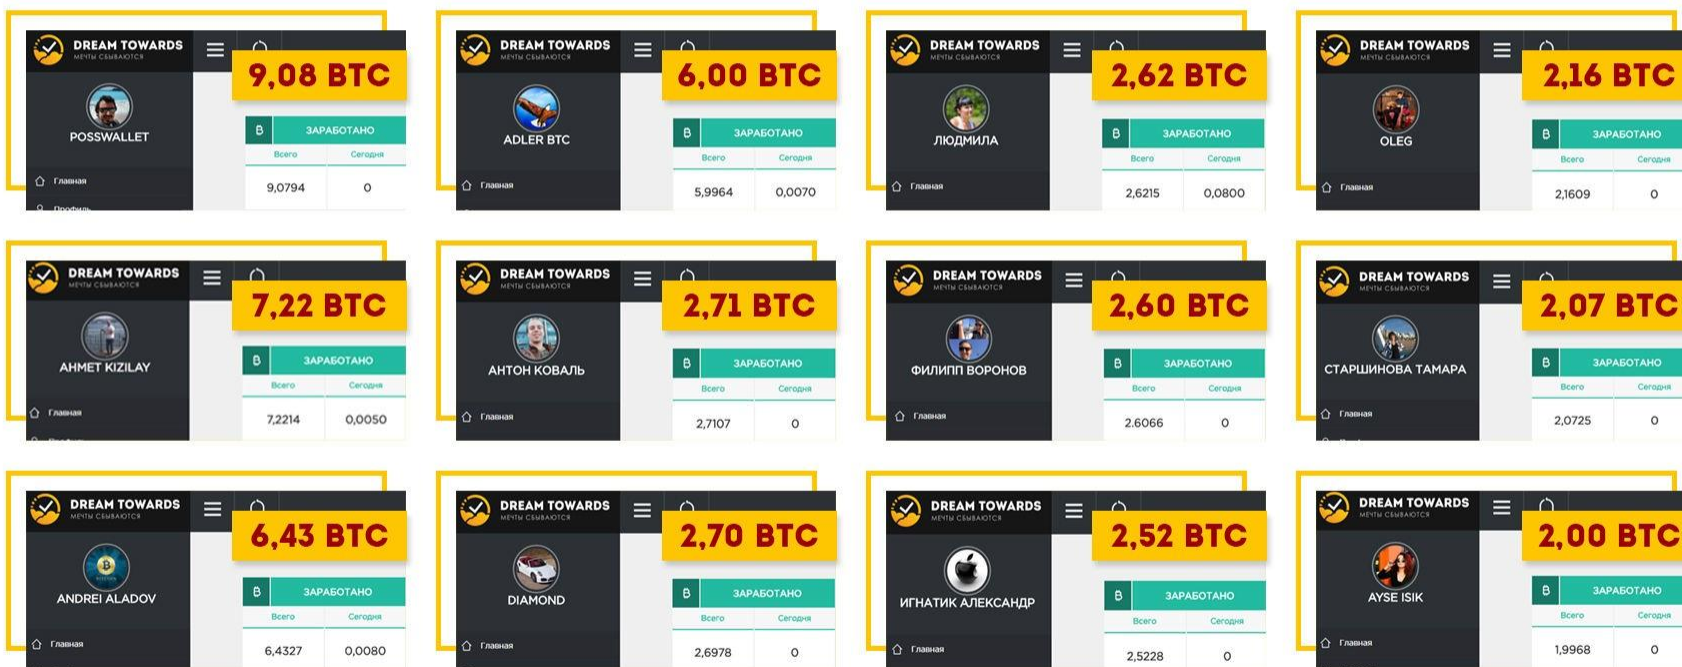 DREAM TOWARDS
МЕЧТЫ СБЫВАЮТСЯ
9,08 BTC
POSSWALLET
ЗАРАБОТАНО
Всего Сегодня
9,0794 0
Главная
Профиль
DREAM TOWARDS
МЕЧТЫ СБЫВАЮТСЯ
6,00 BTC
ADLER BTC
ЗАРАБОТАНО
Всего Сегодня
5,9964 0,0070
Главная
DREAM TOWARDS
МЕЧТЫ СБЫВАЮТСЯ
2,62 BTC
ЛЮДМИЛА
ЗАРАБОТАНО
Всего Сегодня
2,6215 0,0800
Главная
DREAM TOWARDS
МЕЧТЫ СБЫВАЮТСЯ
2,16 BTC
OLEG
ЗАРАБОТАНО
Всего Сегодня
2,1609 0
Главная
DREAM TOWARDS
МЕЧТЫ СБЫВАЮТСЯ
7,22 BTC
AHMET KIZILAY
ЗАРАБОТАНО
Всего Сегодня
7,2214 0,0050
Главная
DREAM TOWARDS
МЕЧТЫ СБЫВАЮТСЯ
2,71 BTC
АНТОН КОВАЛЬ
ЗАРАБОТАНО
Всего Сегодня
2,7107 0
Главная
DREAM TOWARDS
МЕЧТЫ СБЫВАЮТСЯ
2,60 BTC
ФИЛИПП ВОРОНОВ
ЗАРАБОТАНО
Всего Сегодня
2.6066 0
Главная
DREAM TOWARDS
МЕЧТЫ СБЫВАЮТСЯ
2,07 BTC
СТАРШИНОВА ТАМАРА
ЗАРАБОТАНО
Всего Сегодня
2,0725 0
Главная
DREAM TOWARDS
МЕЧТЫ СБЫВАЮТСЯ
6,43 BTC
ANDREI ALADOV
ЗАРАБОТАНО
Всего Сегодня
6,4327 0,0080
Главная
DREAM TOWARDS
МЕЧТЫ СБЫВАЮТСЯ
2,70 BTC
DIAMOND
ЗАРАБОТАНО
Всего Сегодня
2,6978 0
Главная
DREAM TOWARDS
МЕЧТЫ СБЫВАЮТСЯ
2,52 BTC
ИГНАТИК АЛЕКСАНДР
ЗАРАБОТАНО
Всего Сегодня
2,5228 0
Главная
DREAM TOWARDS
МЕЧТЫ СБЫВАЮТСЯ
2,00 BTC
AYSE ISIK
ЗАРАБОТАНО
Всего Сегодня
1,9968 0
Главная